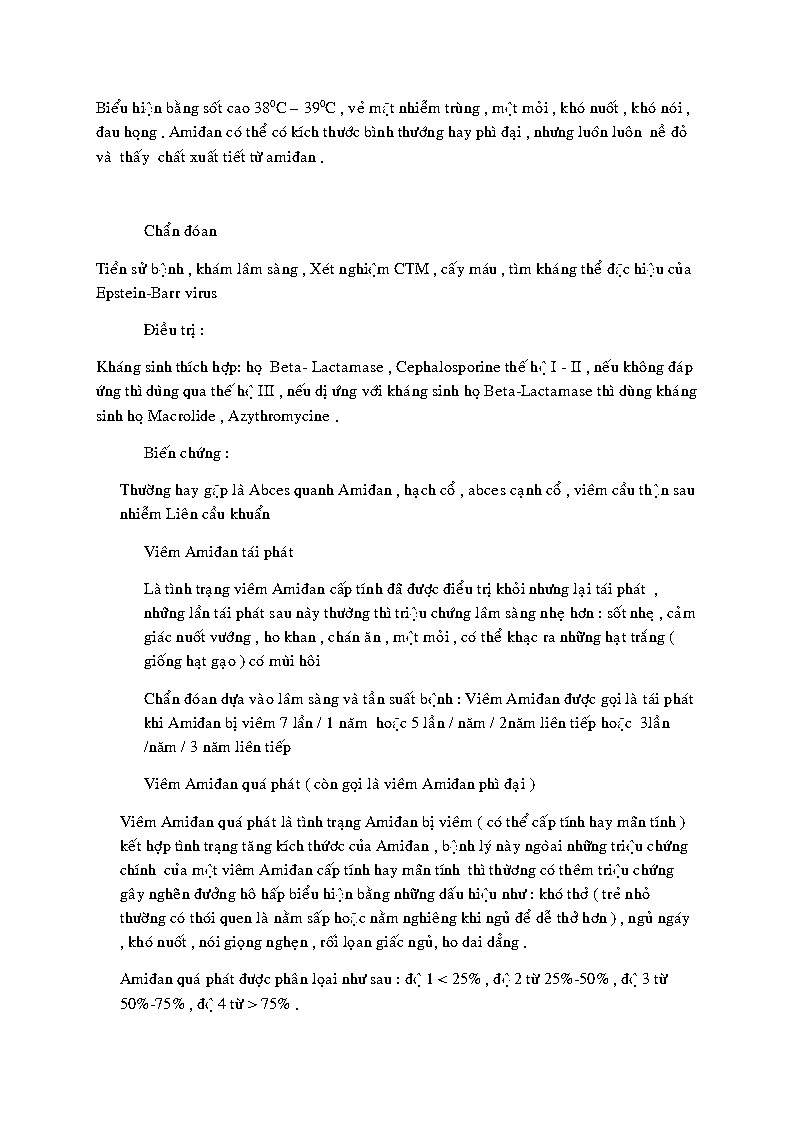 Biểu hiện bằng sốt cao 38⁰C – 39⁰C , vẻ mặt nhiễm trùng , mệt mỏi , khó nuốt , khó nói ,
đau họng . Amiđan có thể có kích thước bình thướng hay phì đại , nhưng luôn luôn nề đỏ
và thấy chất xuất tiết từ amiđan .
Chẩn đóan
Tiền sử bệnh , khám lâm sàng , Xét nghiệm CTM , cấy máu , tìm kháng thể đặc hiệu của
Epstein-Barr virus
Điều trị :
Kháng sinh thích hợp: họ Beta- Lactamase , Cephalosporine thế hệ I - II , nếu không đáp
ứng thì dùng qua thế hệ III , nếu dị ứng với kháng sinh họ Beta-Lactamase thì dùng kháng
sinh họ Macrolide , Azythromycine .
Biến chứng :
Thường hay gặp là Abces quanh Amiđan , hạch cổ , abces cạnh cổ , viêm cầu thận sau
nhiễm Liên cầu khuẩn
Viêm Amiđan tái phát
Là tình trạng viêm Amiđan cấp tính đã được điều trị khỏi nhưng lại tái phát ,
những lần tái phát sau này thường thì triệu chứng lâm sàng nhẹ hơn : sốt nhẹ , cảm
giác nuốt vướng , ho khan , chán ăn , mệt mỏi , có thể khạc ra những hạt trắng (
giống hạt gạo ) có mùi hôi
Chẩn đóan dựa vào lâm sàng và tần suất bệnh : Viêm Amiđan được gọi là tái phát
khi Amiđan bị viêm 7 lần / 1 năm hoặc 5 lần / năm / 2năm liên tiếp hoặc 3lần
/năm / 3 năm liên tiếp
Viêm Amiđan quá phát ( còn gọi là viêm Amiđan phì đại )
Viêm Amiđan quá phát là tình trạng Amiđan bị viêm ( có thể cấp tính hay mãn tính )
kết hợp tình trạng tăng kích thứơc của Amiđan , bệnh lý này ngòai những triệu chứng
chính của một viêm Amiđan cấp tính hay mãn tính thì thừơng có thêm triệu chứng
gây nghẽn đường hô hấp biểu hiện bằng những dấu hiệu như : khó thở ( trẻ nhỏ
thường có thói quen là nằm sấp hoặc nằm nghiêng khi ngủ để dễ thở hơn ) , ngủ ngáy
, khó nuốt , nói giọng nghẹn , rối lọan giấc ngủ, ho dai dẳng .
Amiđan quá phát được phân lọai như sau : độ 1 < 25% , độ 2 từ 25%-50% , độ 3 từ
50%-75% , độ 4 từ > 75% .